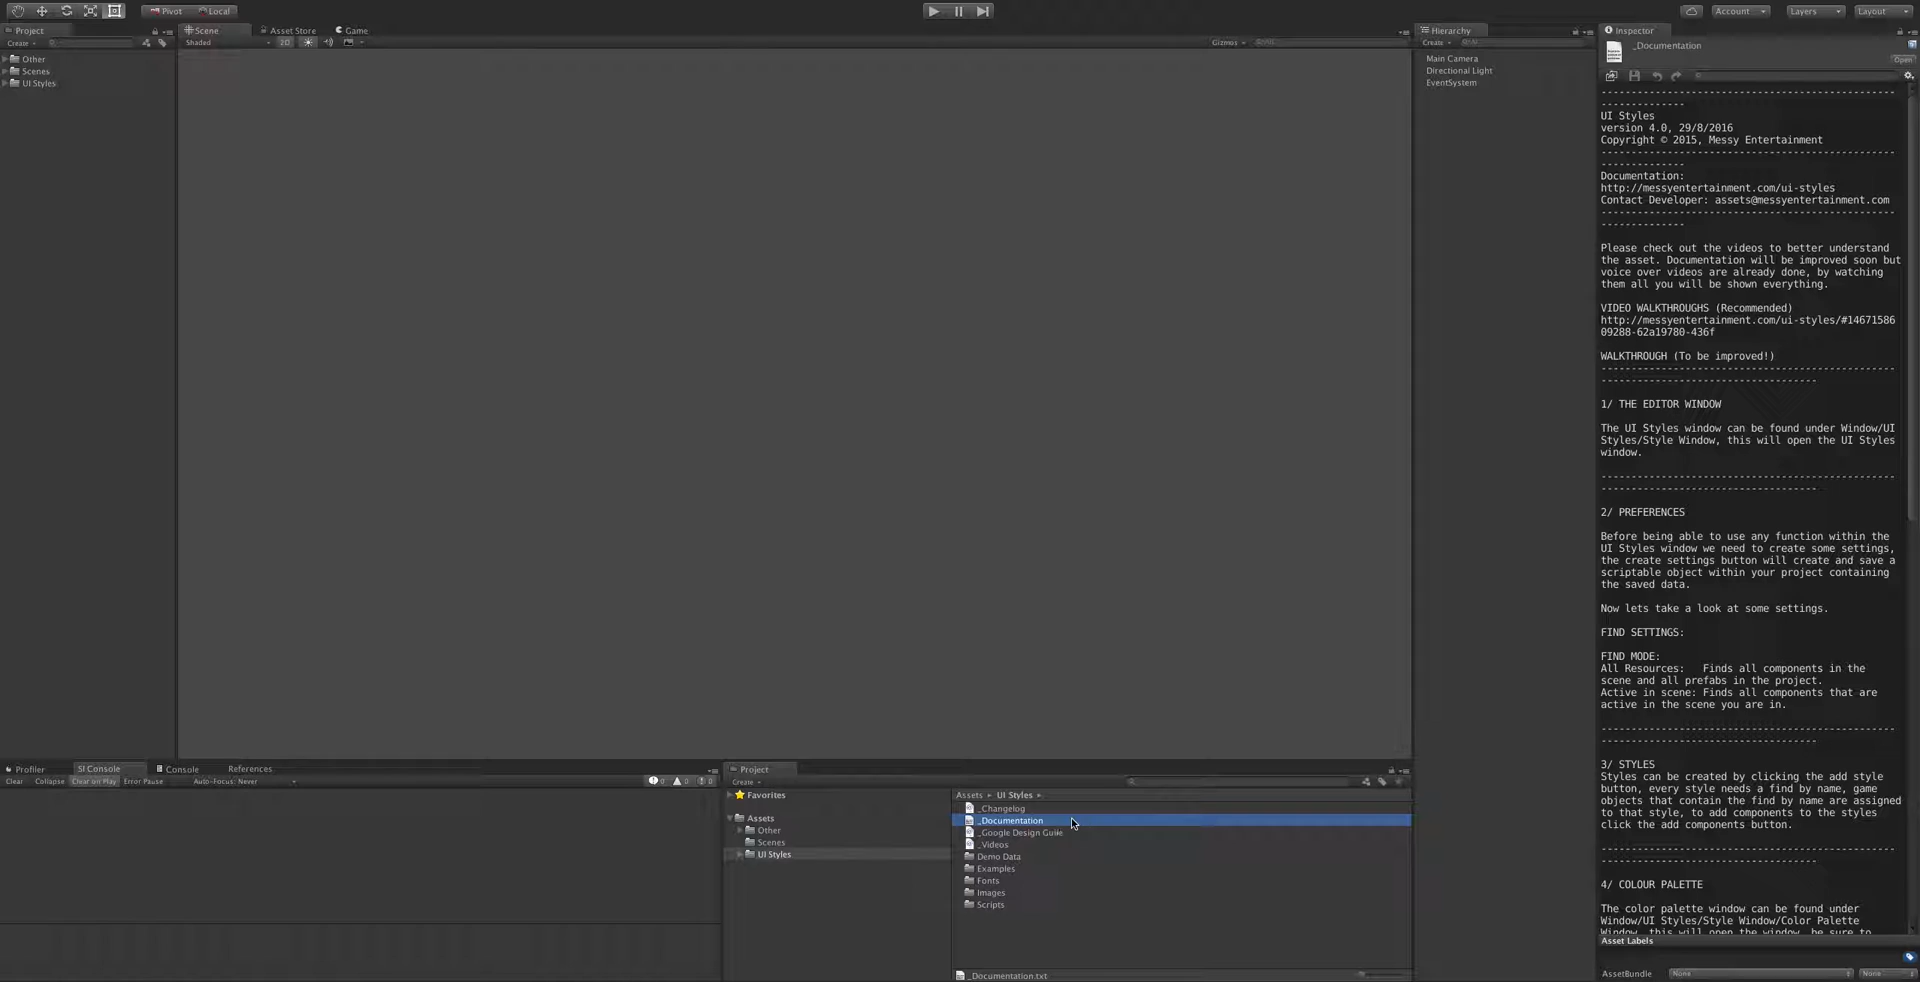 Pivot
Local
Account
Layers
Layout
Project
Create
Other
Scenes
UI Styles
Scene
Asset Store
Game
Shaded
2D
Gizmos
Hierarchy
Create
Main Camera
Directional Light
EventSystem
Inspector
_Documentation
Open
--------------
UI Styles
version 4.0, 29/8/2016
Copyright © 2015, Messy Entertainment
--------------
Documentation:
http://messyentertainment.com/ui-styles
Contact Developer: assets@messyentertainment.com
--------------
Please check out the videos to better understand
the asset. Documentation will be improved soon but
voice over videos are already done, by watching
them all you will be shown everything.
VIDEO WALKTHROUGHS (Recommended)
http://messyentertainment.com/ui-styles/#14671586
09288-62a19780-436f
WALKTHROUGH (To be improved!)
1/ THE EDITOR WINDOW
The UI Styles window can be found under Window/UI
Styles/Style Window, this will open the UI Styles
window.
2/ PREFERENCES
Before being able to use any function within the
UI Styles window we need to create some settings,
the create settings button will create and save a
scriptable object within your project containing
the saved data.
Now lets take a look at some settings.
FIND SETTINGS:
FIND MODE:
All Resources:   Finds all components in the
scene and all prefabs in the project.
Active in scene: Finds all components that are
active in the scene you are in.
3/ STYLES
Styles can be created by clicking the add style
button, every style needs a find by name, game
objects that contain the find by name are assigned
to that style, to add components to the styles
click the add components button.
4/ COLOUR PALETTE
The color palette window can be found under
Window/UI Styles/Style Window/Color Palette
Window, this will open the window, be sure to
Asset Labels
AssetBundle
None
None
Profiler
SI Console
Console
References
Clear
Collapse
Clear on Play
Error Pause
Auto-Focus: Never
0
0
0
Project
Create
Favorites
Assets
Other
Scenes
UI Styles
Assets
UI Styles
_Changelog
_Documentation
_Google Design Guide
_Videos
Demo Data
Examples
Fonts
Images
Scripts
_Documentation.txt